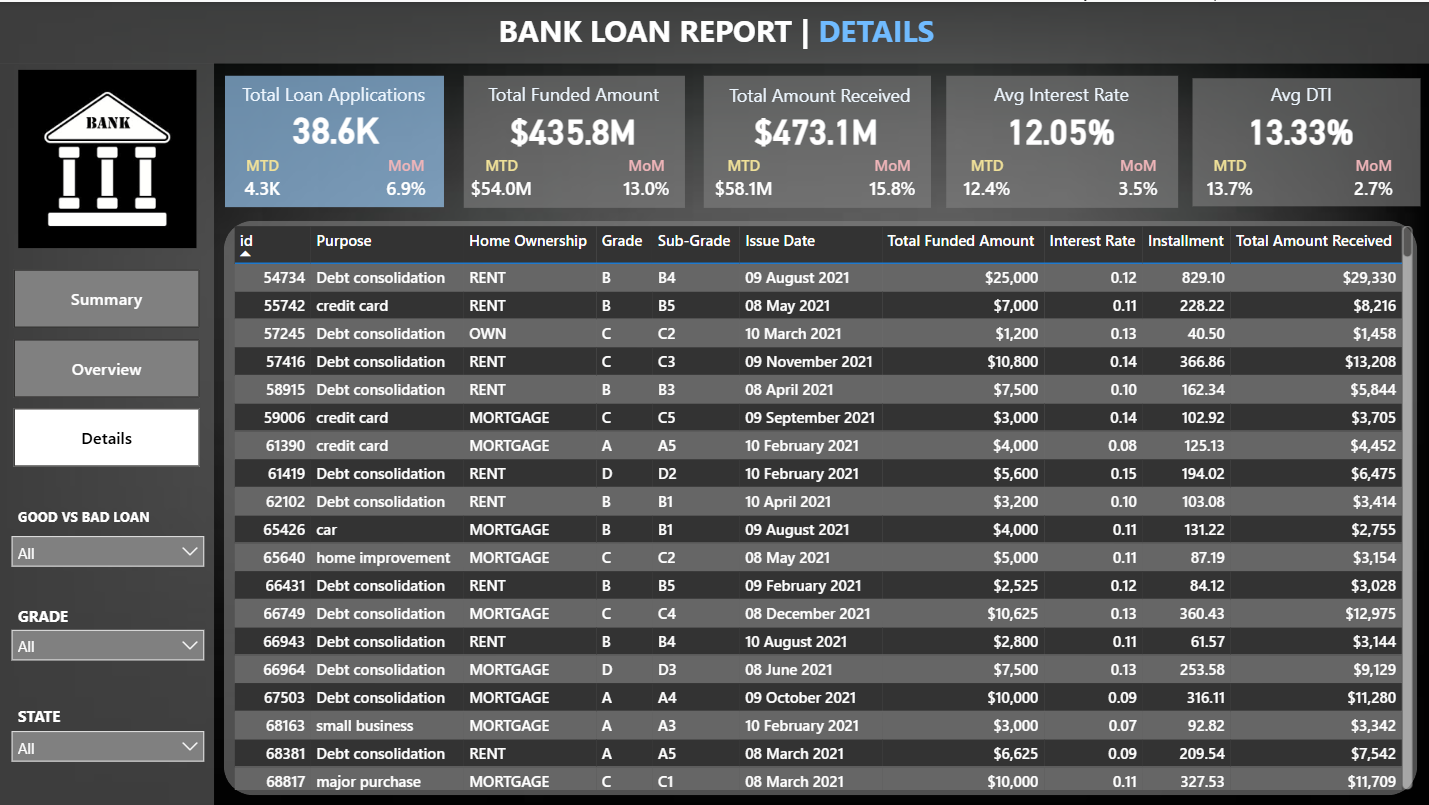 BANK LOAN REPORT | DETAILS
BANK
Total Loan Applications
38.6K
MTD MoM
4.3K 6.9%
Total Funded Amount
$435.8M
MTD MoM
$54.0M 13.0%
Total Amount Received
$473.1M
MTD MoM
$58.1M 15.8%
Avg Interest Rate
12.05%
MTD MoM
12.4% 3.5%
Avg DTI
13.33%
MTD MoM
13.7% 2.7%
Summary
Overview
Details
GOOD VS BAD LOAN
All
GRADE
All
STATE
All
id Purpose Home Ownership Grade Sub-Grade Issue Date Total Funded Amount Interest Rate Installment Total Amount Received
54734 Debt consolidation RENT B B4 09 August 2021 $25,000 0.12 829.10 $29,330
55742 credit card RENT B B5 08 May 2021 $7,000 0.11 228.22 $8,216
57245 Debt consolidation OWN C C2 10 March 2021 $1,200 0.13 40.50 $1,458
57416 Debt consolidation RENT C C3 09 November 2021 $10,800 0.14 366.86 $13,208
58915 Debt consolidation RENT B B3 08 April 2021 $7,500 0.10 162.34 $5,844
59006 credit card MORTGAGE C C5 09 September 2021 $3,000 0.14 102.92 $3,705
61390 credit card MORTGAGE A A5 10 February 2021 $4,000 0.08 125.13 $4,452
61419 Debt consolidation RENT D D2 10 February 2021 $5,600 0.15 194.02 $6,475
62102 Debt consolidation RENT B B1 10 April 2021 $3,200 0.10 103.08 $3,414
65426 car MORTGAGE B B1 09 August 2021 $4,000 0.11 131.22 $2,755
65640 home improvement MORTGAGE C C2 08 May 2021 $5,000 0.11 87.19 $3,154
66431 Debt consolidation RENT B B5 09 February 2021 $2,525 0.12 84.12 $3,028
66749 Debt consolidation MORTGAGE C C4 08 December 2021 $10,625 0.13 360.43 $12,975
66943 Debt consolidation RENT B B4 10 August 2021 $2,800 0.11 61.57 $3,144
66964 Debt consolidation MORTGAGE D D3 08 June 2021 $7,500 0.13 253.58 $9,129
67503 Debt consolidation MORTGAGE A A4 09 October 2021 $10,000 0.09 316.11 $11,280
68163 small business MORTGAGE A A3 10 February 2021 $3,000 0.07 92.82 $3,342
68381 Debt consolidation RENT A A5 08 March 2021 $6,625 0.09 209.54 $7,542
68817 major purchase MORTGAGE C C1 08 March 2021 $10,000 0.11 327.53 $11,709